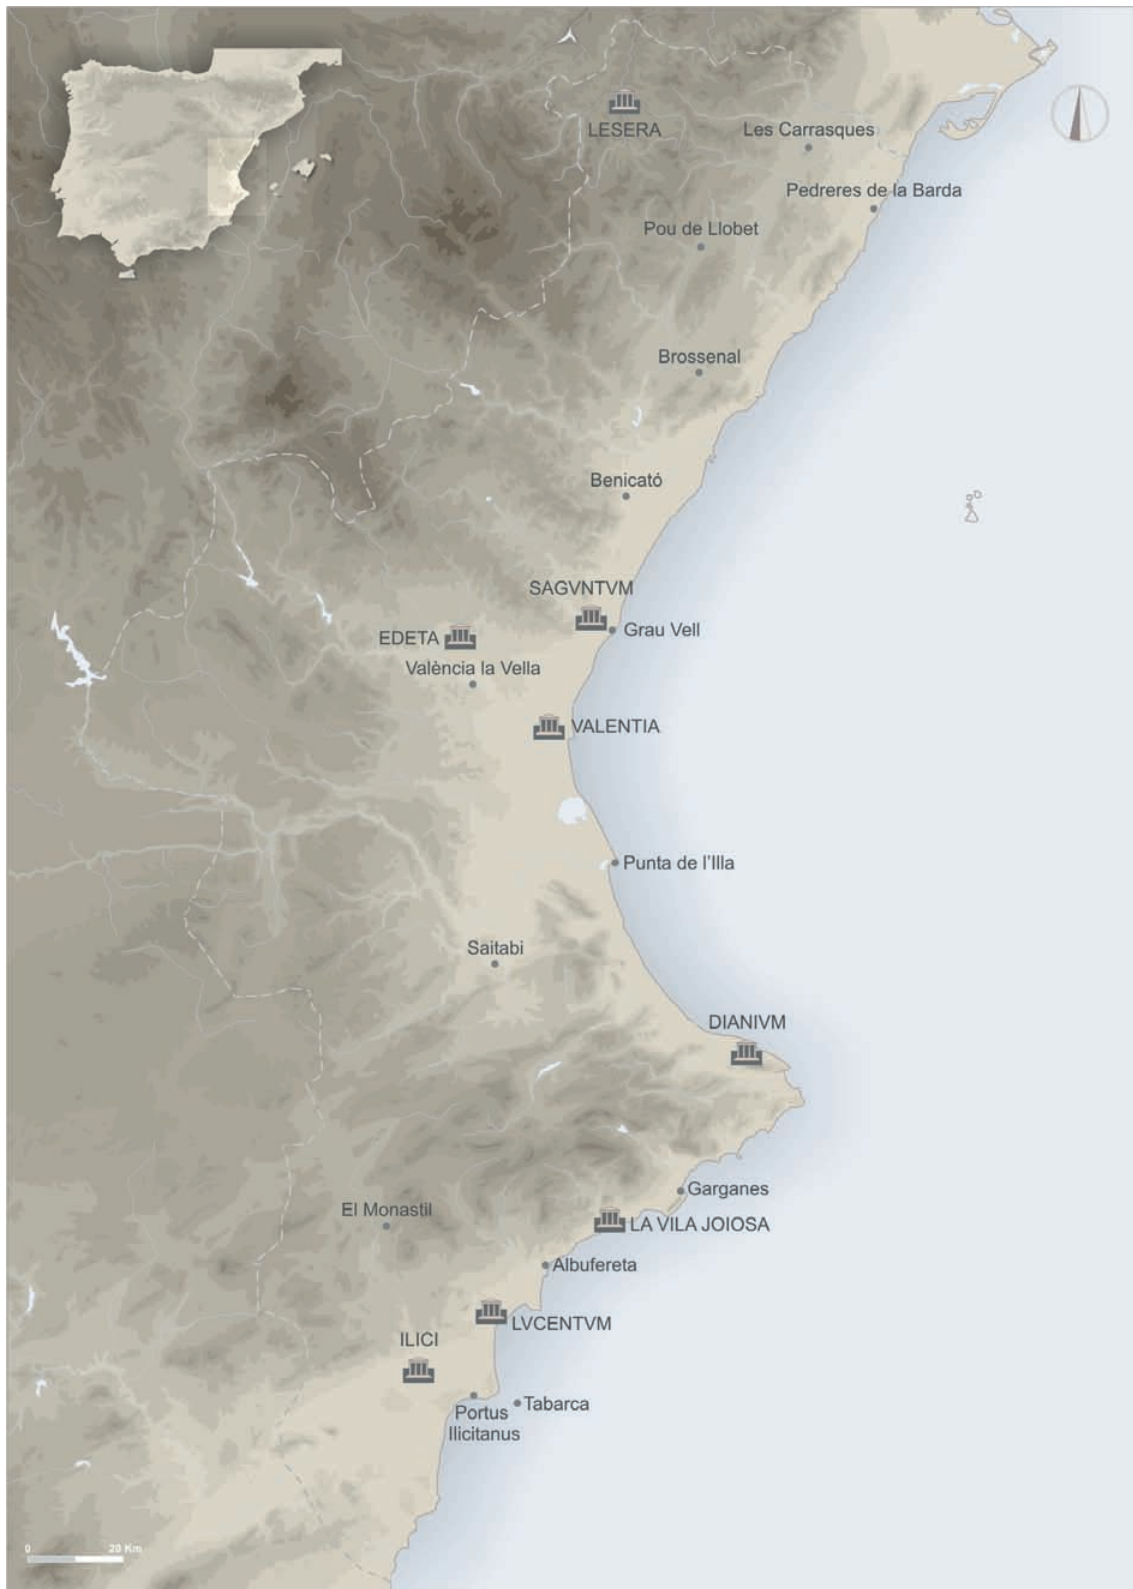 LESERA
Les Carrasques
Pedreres de la Barda
Pou de Llobet
Brossenal
Benicató
SAGVNTVM
Grau Vell
EDETA
València la Vella
VALENTIA
Punta de l'Illa
Saitabi
DIANIVM
Garganes
El Monastil
LA VILA JOIOSA
Albufereta
LVCENTVM
ILICI
Tabarca
Portus
Ilicitanus
0 20 Km